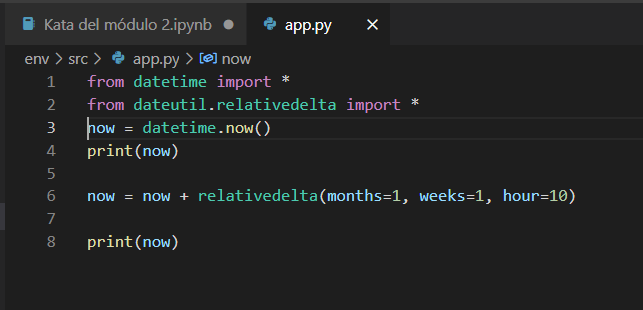 Kata del módulo 2.ipynb app.py
env > src > app.py > now
1 from datetime import *
2 from dateutil.relativedelta import *
3 now = datetime.now()
4 print(now)
5
6 now = now + relativedelta(months=1, weeks=1, hour=10)
7
8 print(now)